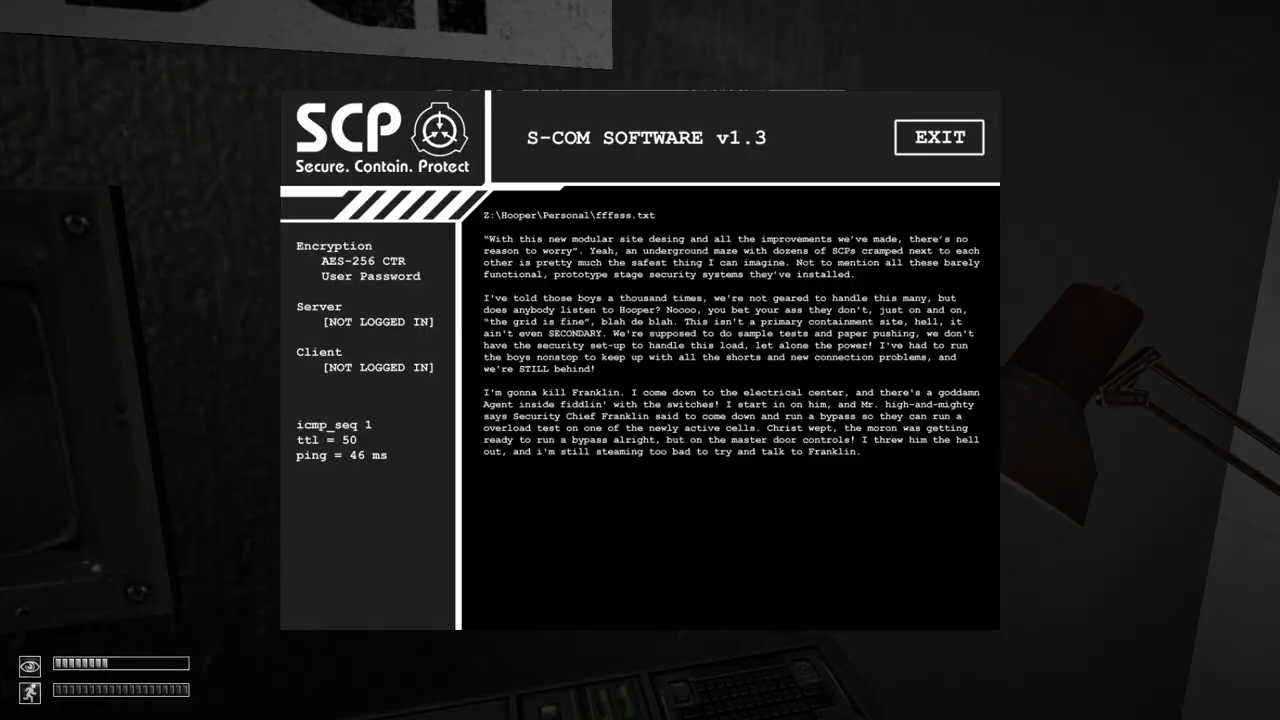 SCP
Secure. Contain. Protect
S-COM SOFTWARE v1.3
EXIT
Encryption
AES-256 CTR
User Password
Server
[NOT LOGGED IN]
Client
[NOT LOGGED IN]
icmp_seq 1
ttl = 50
ping = 46 ms
Z:\Hooper\Personal\fffsss.txt
“With this new modular site desing and all the improvements we’ve made, there’s no
reason to worry”. Yeah, an underground maze with dozens of SCPs cramped next to each
other is pretty much the safest thing I can imagine. Not to mention all these barely
functional, prototype stage security systems they’ve installed.
I've told those boys a thousand times, we're not geared to handle this many, but
does anybody listen to Hooper? Noooo, you bet your ass they don't, just on and on,
“the grid is fine”, blah de blah. This isn't a primary containment site, hell, it
ain't even SECONDARY. We're supposed to do sample tests and paper pushing, we don't
have the security set-up to handle this load, let alone the power! I've had to run
the boys nonstop to keep up with all the shorts and new connection problems, and
we're STILL behind!
I'm gonna kill Franklin. I come down to the electrical center, and there's a goddamn
Agent inside fiddlin' with the switches! I start in on him, and Mr. high-and-mighty
says Security Chief Franklin said to come down and run a bypass so they can run a
overload test on one of the newly active cells. Christ wept, the moron was getting
ready to run a bypass alright, but on the master door controls! I threw him the hell
out, and i'm still steaming too bad to try and talk to Franklin.